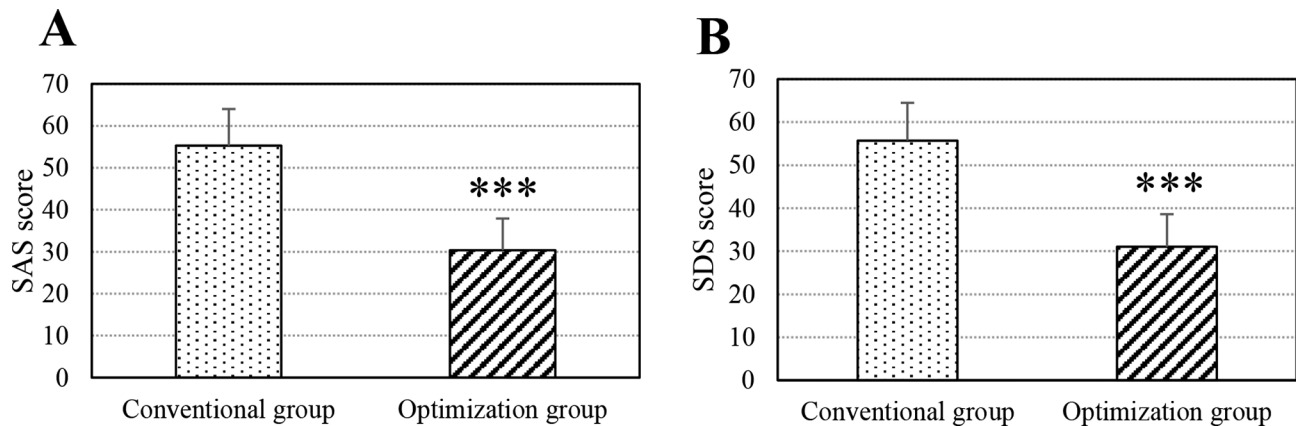 A
SAS score
70
60
50
40
30
20
10
0
***
Conventional group
Optimization group
B
SDS score
70
60
50
40
30
20
10
0
***
Conventional group
Optimization group